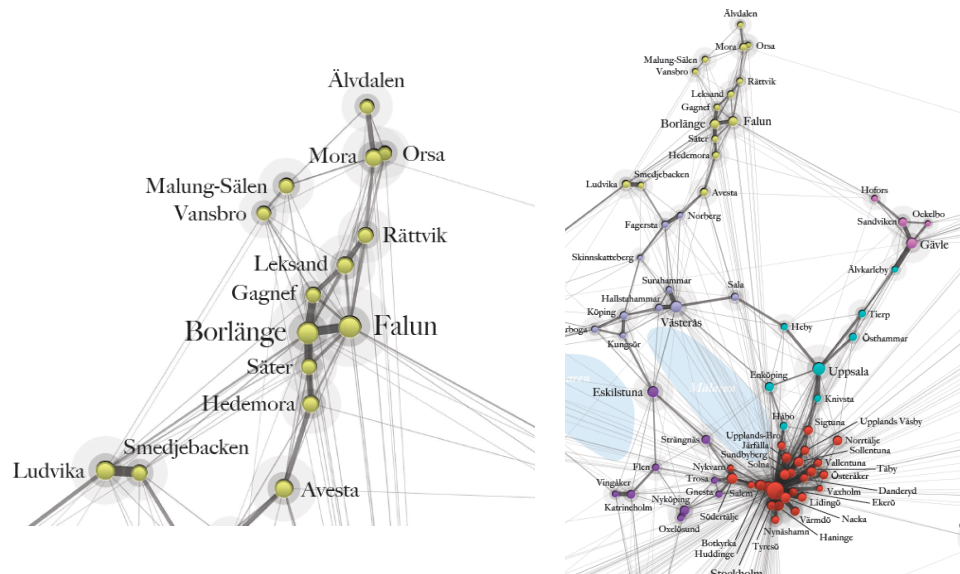 Älvdalen
Mora
Orsa
Malung-Sälen
Vansbro
Rättvik
Leksand
Gagnef
Borlänge
Falun
Säter
Hedemora
Smedjebacken
Ludvika
Avesta
Älvdalen
Mora
Orsa
Malung-Sälen
Vansbro
Rättvik
Leksand
Gagnef
Borlänge
Falun
Säter
Hedemora
Smedjebacken
Ludvika
Avesta
Hofors
Norberg
Fagersta
Sandviken
Ockelbo
Gävle
Skinnskatteberg
Älvkarleby
Surahammar
Sala
Hallstahammar
Köping
Västerås
Tierp
Heby
rboga
Kungsör
Östhammar
Uppsala
Enköping
Mälaren
Eskilstuna
Knivsta
Håbo
Sigtuna
Upplands Väsby
Strängnäs
Upplands-Bro
Järfälla
Norrtälje
Sundbyberg
Sollentuna
Solna
Vallentuna
Flen
Nykvarn
Täby
Trosa
Österåker
Vingåker
Gnesta
Salem
Vaxholm
Danderyd
Katrineholm
Nyköping
Lidingö
Ekerö
Södertälje
Oxelösund
Värmdö
Nacka
Nynäshamn
Haninge
Botkyrka
Huddinge
Tyresö
Stockholm